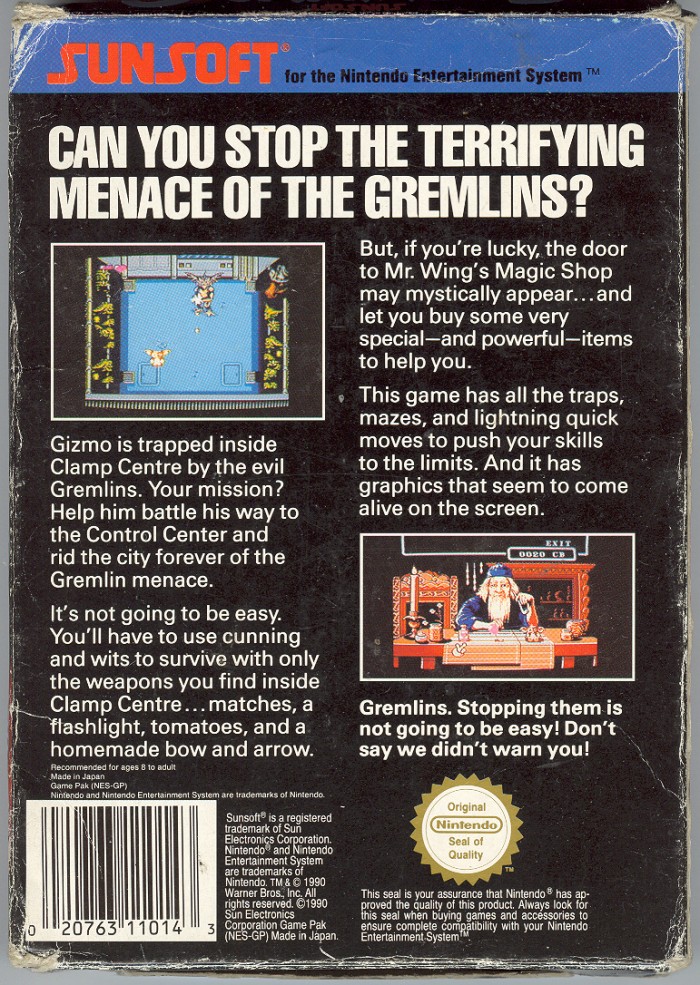 SUNSOFT® for the Nintendo Entertainment System™
CAN YOU STOP THE TERRIFYING
MENACE OF THE GREMLINS?
Gizmo is trapped inside
Clamp Centre by the evil
Gremlins. Your mission?
Help him battle his way to
the Control Center and
rid the city forever of the
Gremlin menace.
It's not going to be easy.
You'll have to use cunning
and wits to survive with only
the weapons you find inside
Clamp Centre...matches, a
flashlight, tomatoes, and a
homemade bow and arrow.
But, if you're lucky, the door
to Mr. Wing's Magic Shop
may mystically appear...and
let you buy some very
special—and powerful—items
to help you.
This game has all the traps,
mazes, and lightning quick
moves to push your skills
to the limits. And it has
graphics that seem to come
alive on the screen.
EXIT
0020 CB
Gremlins. Stopping them is
not going to be easy! Don't
say we didn't warn you!
Recommended for ages 8 to adult
Made in Japan
Game Pak (NES-GP)
Nintendo and Nintendo Entertainment System are trademarks of Nintendo.
0 20763 11014 3
Sunsoft® is a registered
trademark of Sun
Electronics Corporation.
Nintendo® and Nintendo
Entertainment System
are trademarks of
Nintendo. TM & © 1990
Warner Bros., Inc. All
rights reserved. ©1990
Sun Electronics
Corporation Game Pak
(NES-GP) Made in Japan.
Original
Nintendo
Seal of
Quality
TM
This seal is your assurance that Nintendo® has ap-
proved the quality of this product. Always look for
this seal when buying games and accessories to
ensure complete compatibility with your Nintendo
Entertainment System™